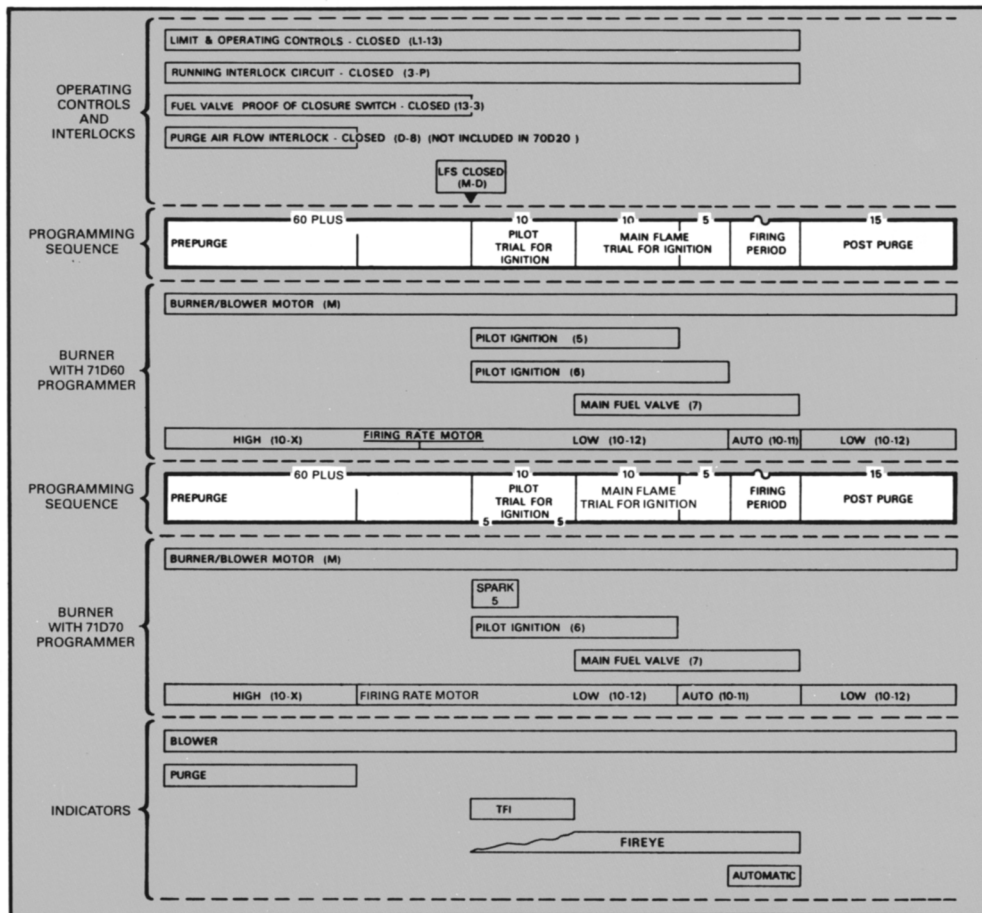 LIMIT & OPERATING CONTROLS - CLOSED (L1-13)
RUNNING INTERLOCK CIRCUIT - CLOSED (3-P)
OPERATING
CONTROLS
AND
INTERLOCKS
FUEL VALVE PROOF OF CLOSURE SWITCH - CLOSED (13-3)
PURGE AIR FLOW INTERLOCK - CLOSED (D-8) (NOT INCLUDED IN 70D20 )
LFS CLOSED
(M-D)
PROGRAMMING
SEQUENCE
60 PLUS
10
10
5
15
PREPURGE
PILOT
TRIAL FOR
IGNITION
MAIN FLAME
TRIAL FOR IGNITION
FIRING
PERIOD
POST PURGE
BURNER/BLOWER MOTOR (M)
BURNER
WITH 71D60
PROGRAMMER
PILOT IGNITION (5)
PILOT IGNITION (6)
MAIN FUEL VALVE (7)
HIGH (10-X)
FIRING RATE MOTOR
LOW (10-12)
AUTO (10-11)
LOW (10-12)
PROGRAMMING
SEQUENCE
60 PLUS
10
10
5
15
PREPURGE
PILOT
TRIAL FOR
IGNITION
5
5
MAIN FLAME
TRIAL FOR IGNITION
FIRING
PERIOD
POST PURGE
BURNER/BLOWER MOTOR (M)
BURNER
WITH 71D70
PROGRAMMER
SPARK
5
PILOT IGNITION (6)
MAIN FUEL VALVE (7)
HIGH (10-X)
FIRING RATE MOTOR
LOW (10-12)
AUTO (10-11)
LOW (10-12)
INDICATORS
BLOWER
PURGE
TFI
FIREYE
AUTOMATIC